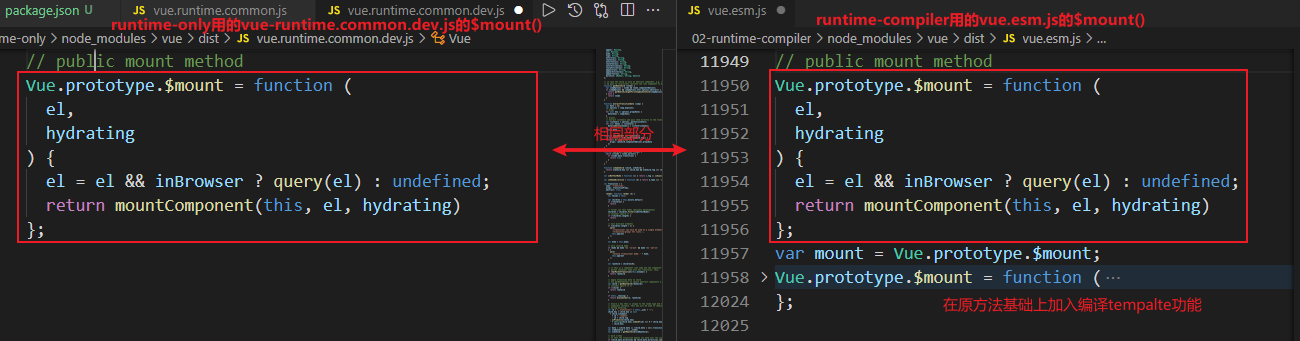 package.json U
JS vue.runtime.common.js
JS vue.runtime.common.dev.js
JS vue.esm.js
runtime-only用的vue-runtime.common.dev.js的$mount()
runtime-compiler用的vue.esm.js的$mount()
me-only > node_modules > vue > dist > JS vue.runtime.common.dev.js > Vue
02-runtime-compiler > node_modules > vue > dist > JS vue.esm.js > ...
// public mount method
Vue.prototype.$mount = function (
el,
hydrating
) {
el = el && inBrowser ? query(el) : undefined;
return mountComponent(this, el, hydrating)
};
相同部分
11949 // public mount method
11950 Vue.prototype.$mount = function (
11951 el,
11952 hydrating
11953 ) {
11954 el = el && inBrowser ? query(el) : undefined;
11955 return mountComponent(this, el, hydrating)
11956 };
11957 var mount = Vue.prototype.$mount;
11958 > Vue.prototype.$mount = function (···
12024 };
在原方法基础上加入编译tempalte功能
12025